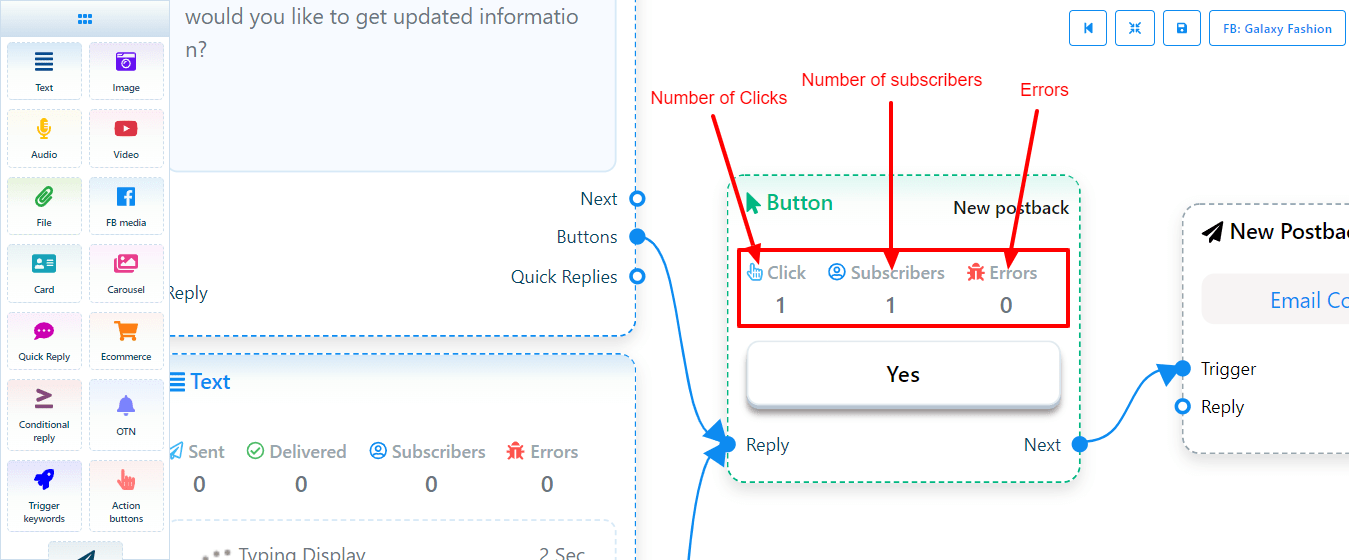 Text
Image
Audio
Video
File
FB media
Card
Carousel
Quick Reply
Ecommerce
Conditional
reply
OTN
Trigger
keywords
Action
buttons
would you like to get updated informatio
n?
Next
Buttons
Quick Replies
Reply
Text
Sent
Delivered
Subscribers
Errors
0
0
0
0
Typing Display
2 Sec
FB: Galaxy Fashion
Number of Clicks
Number of subscribers
Errors
Button
New postback
Click
Subscribers
Errors
1
1
0
Yes
Reply
Next
New Postbac
Email Co
Trigger
Reply